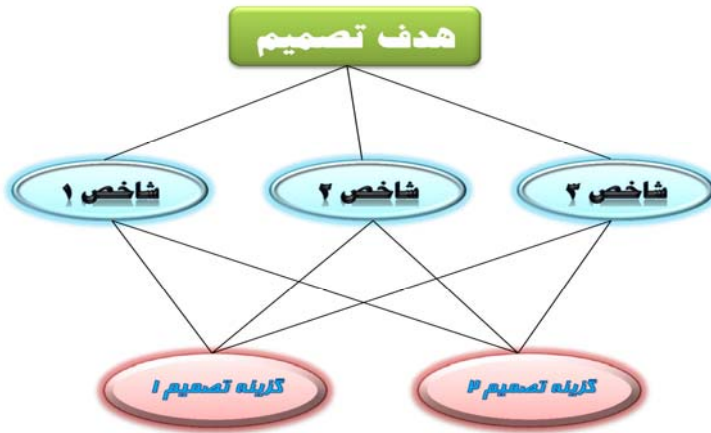 هدف تصمیم
شاخص ۱
شاخص ۲
شاخص ۳
گزینه تصمیم ۱
گزینه تصمیم ۲